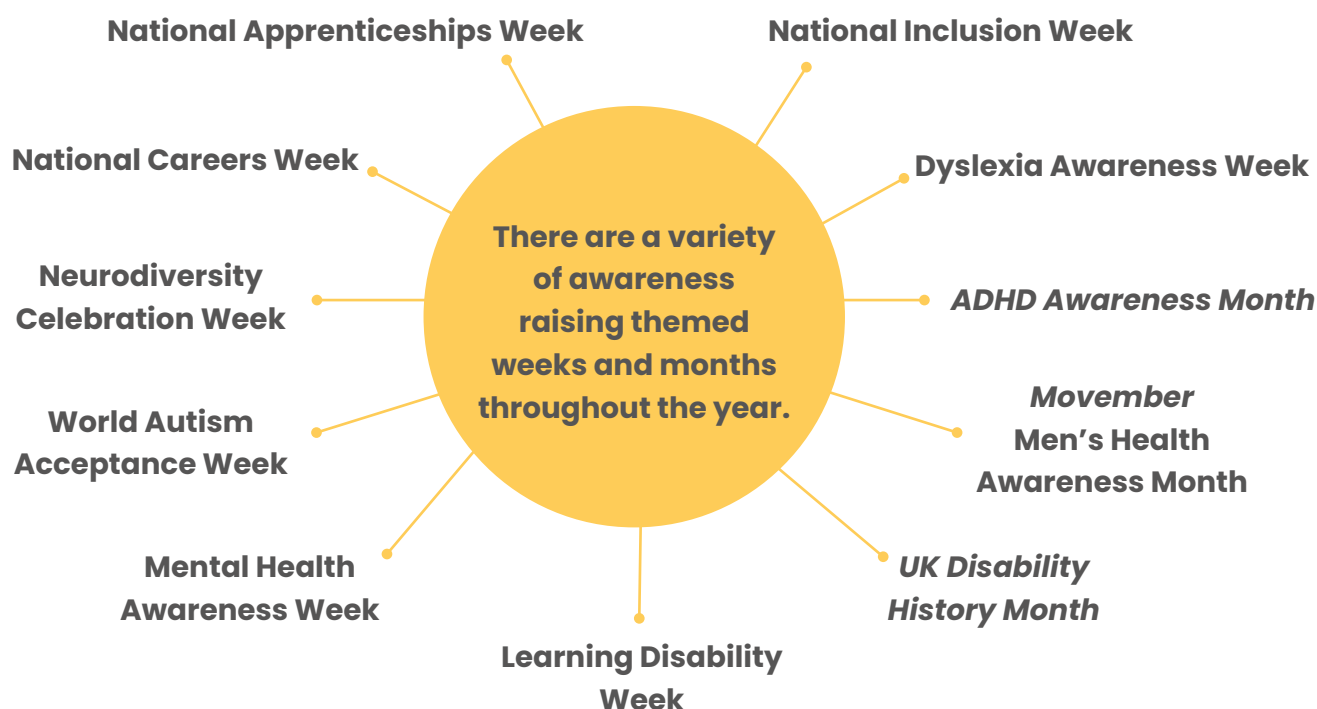 National Apprenticeships Week
National Inclusion Week
National Careers Week
Dyslexia Awareness Week
There are a variety
of awareness
raising themed
weeks and months
throughout the year.
Neurodiversity
Celebration Week
ADHD Awareness Month
World Autism
Acceptance Week
Movember
Men’s Health
Awareness Month
Mental Health
Awareness Week
UK Disability
History Month
Learning Disability
Week